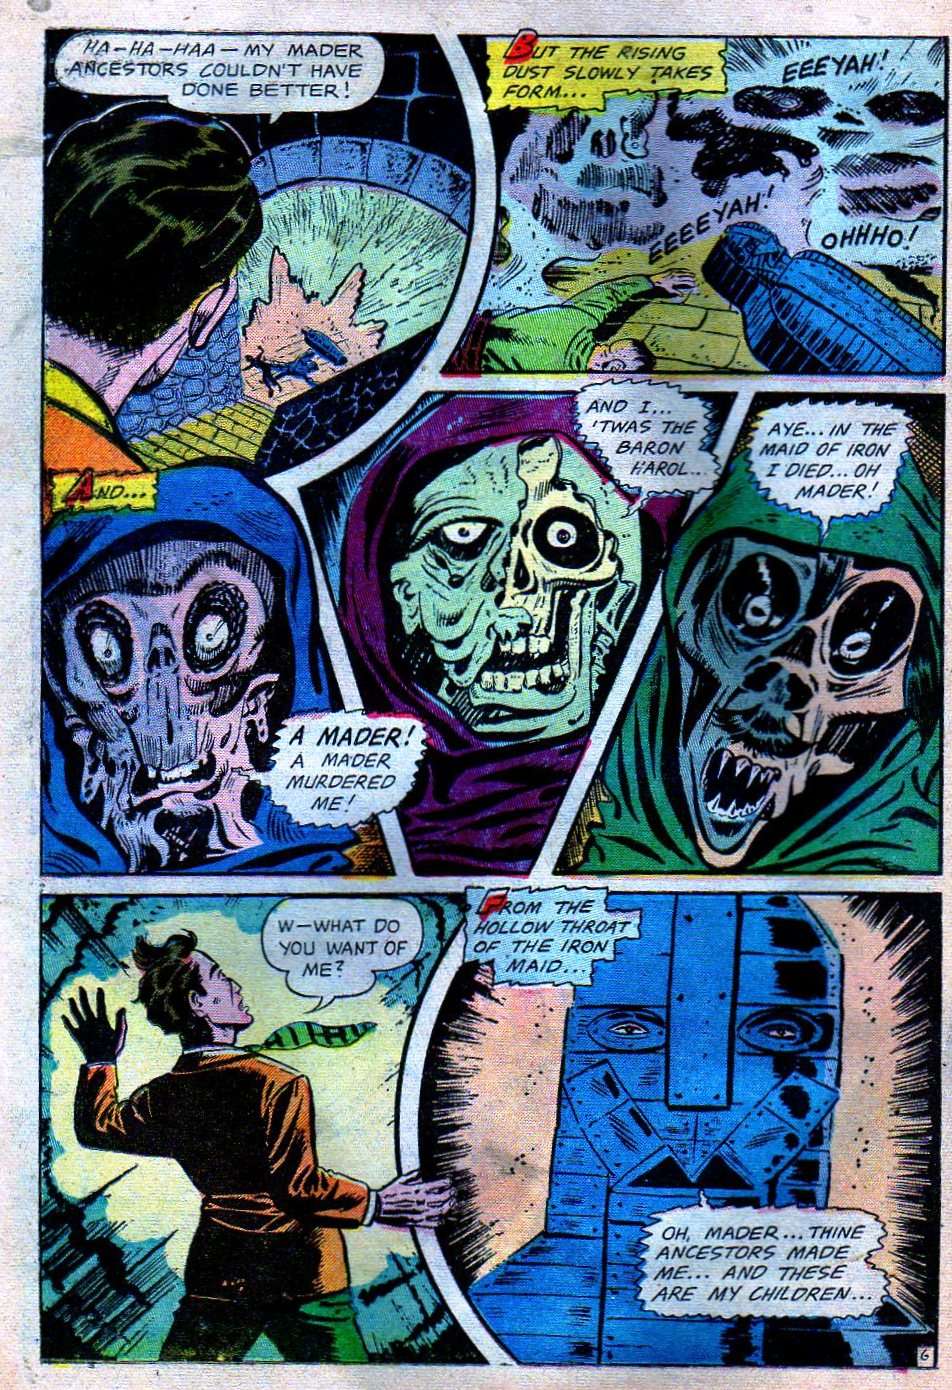 HA-HA-HAA- MY MADER
ANCESTORS COULDN'T HAVE
DONE BETTER!
BUT THE RISING
DUST SLOWLY TAKES
FORM...
EEEYAH!
EEEEYAH!
OHHHO!
AND...
A MADER!
A MADER
MURDERED
ME!
AND I...
'TWAS THE
BARON
HAROL...
AYE... IN THE
MAID OF IRON
I DIED... OH
MADER!
W-WHAT DO
YOU WANT OF
ME?
FROM THE
HOLLOW THROAT
OF THE IRON
MAID...
OH, MADER... THINE
ANCESTORS MADE
ME... AND THESE
ARE MY CHILDREN...
6